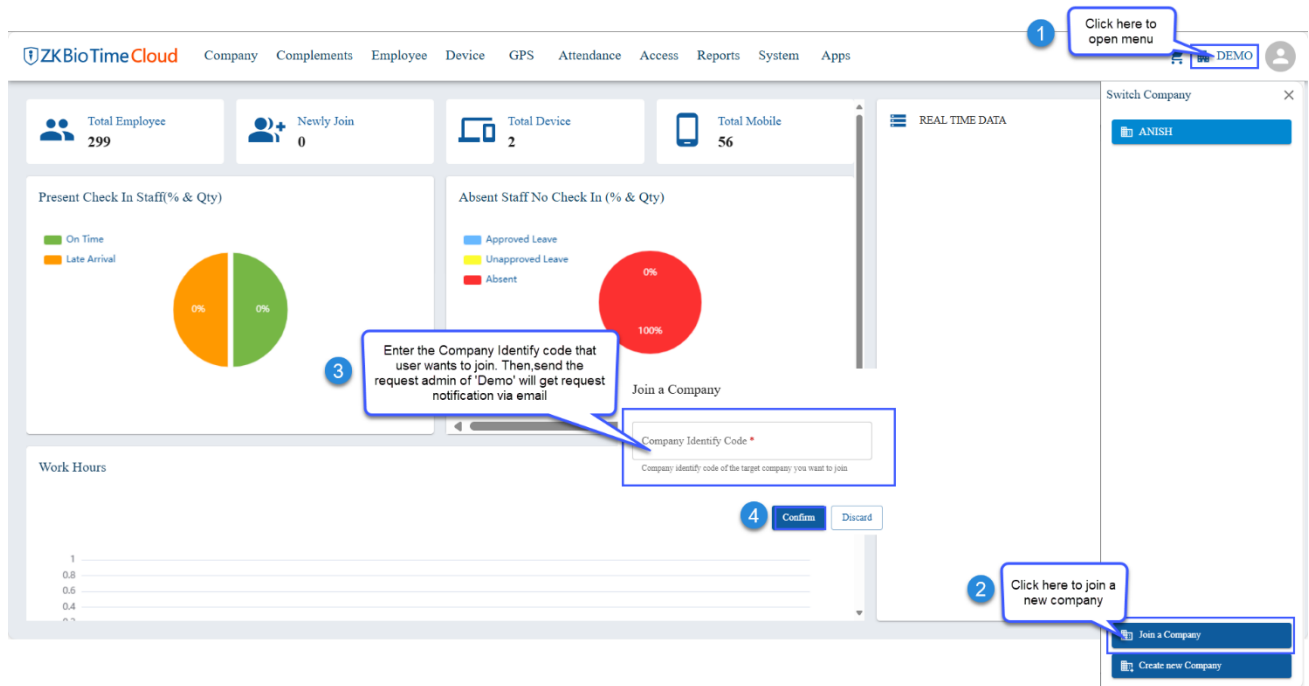 1
Click here to
open menu
ZKBioTime Cloud
Company Complements Employee Device GPS Attendance Access Reports System Apps
DEMO
Switch Company
ANISH
Total Employee
299
Newly Join
0
Total Device
2
Total Mobile
56
REAL TIME DATA
Present Check In Staff(% & Qty)
On Time
Late Arrival
0%
0%
Absent Staff No Check In (% & Qty)
Approved Leave
Unapproved Leave
Absent
0%
100%
3
Enter the Company Identify code that
user wants to join. Then,send the
request admin of 'Demo' will get request
notification via email
Join a Company
Company Identify Code *
Company identify code of the target company you want to join
4
Confirm
Discard
Work Hours
1
0.8
0.6
0.4
2
Click here to join a
new company
Join a Company
Create new Company